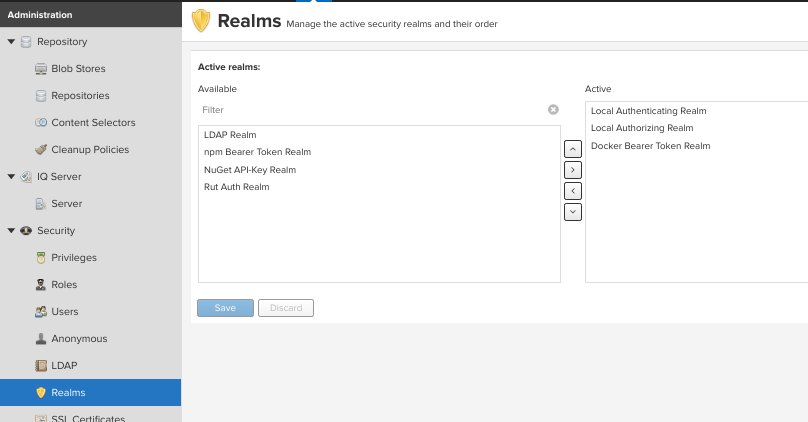 Administration
Repository
Blob Stores
Repositories
Content Selectors
Cleanup Policies
IQ Server
Server
Security
Privileges
Roles
Users
Anonymous
LDAP
Realms
SSL Certificates
Realms Manage the active security realms and their order
Active realms:
Available
Filter
LDAP Realm
npm Bearer Token Realm
NuGet API-Key Realm
Rut Auth Realm
Active
Local Authenticating Realm
Local Authorizing Realm
Docker Bearer Token Realm
Save Discard